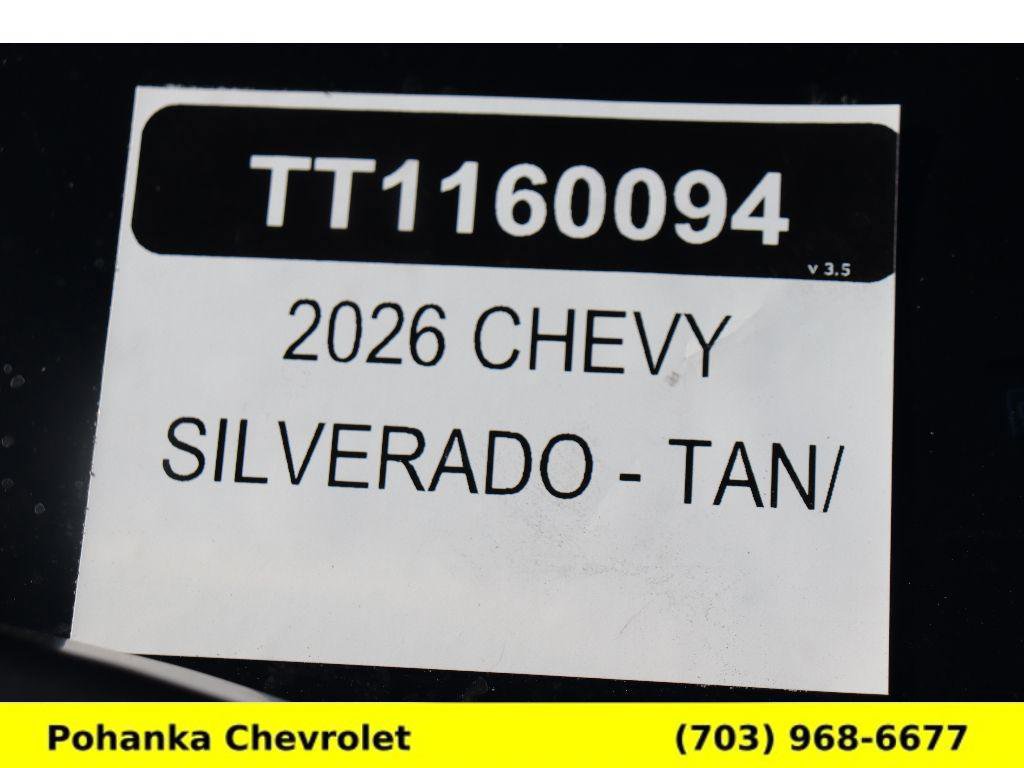 TT1160094
v 3.5
2026 CHEVY
SILVERADO - TAN/
Pohanka Chevrolet
(703) 968-6677